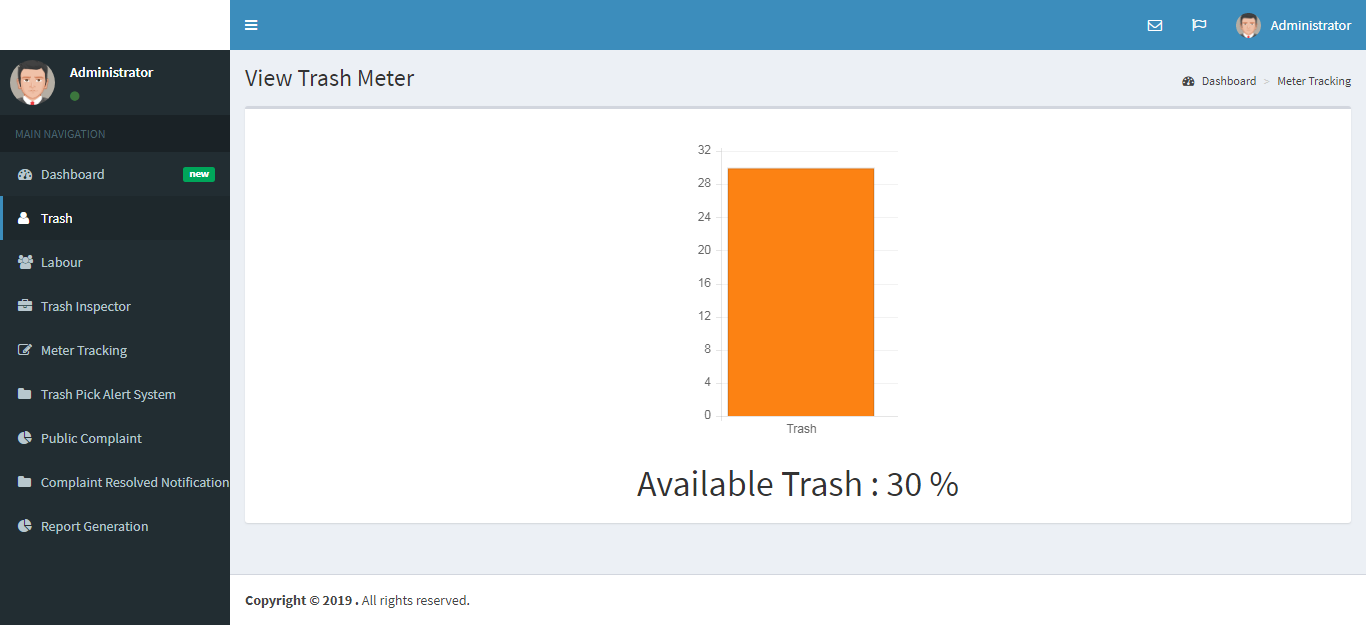 Administrator
Administrator
MAIN NAVIGATION
Dashboard new
Trash
Labour
Trash Inspector
Meter Tracking
Trash Pick Alert System
Public Complaint
Complaint Resolved Notification
Report Generation
View Trash Meter
Dashboard > Meter Tracking
32
28
24
20
16
12
8
4
0
Trash
Available Trash : 30 %
Copyright © 2019 . All rights reserved.